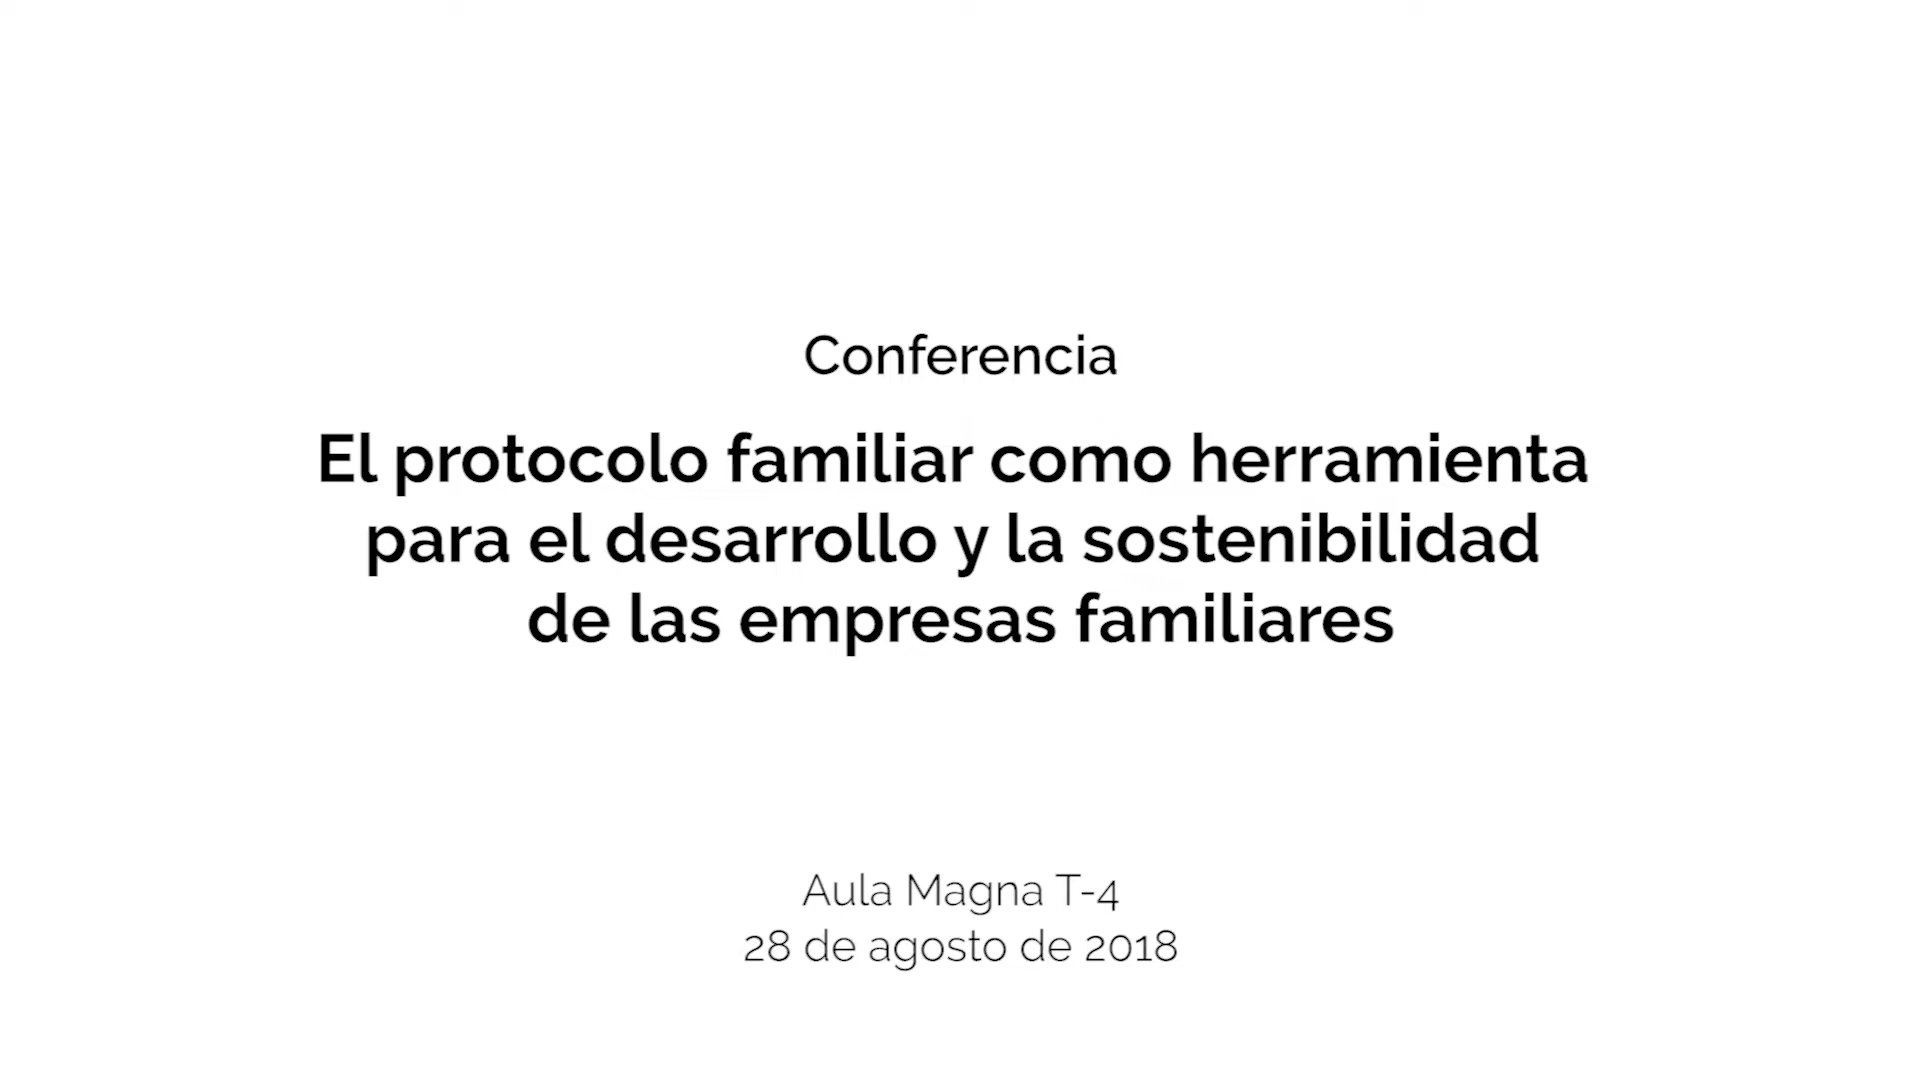 Conferencia
El protocolo familiar como herramienta
para el desarrollo y la sostenibilidad
de las empresas familiares
Aula Magna T-4
28 de agosto de 2018